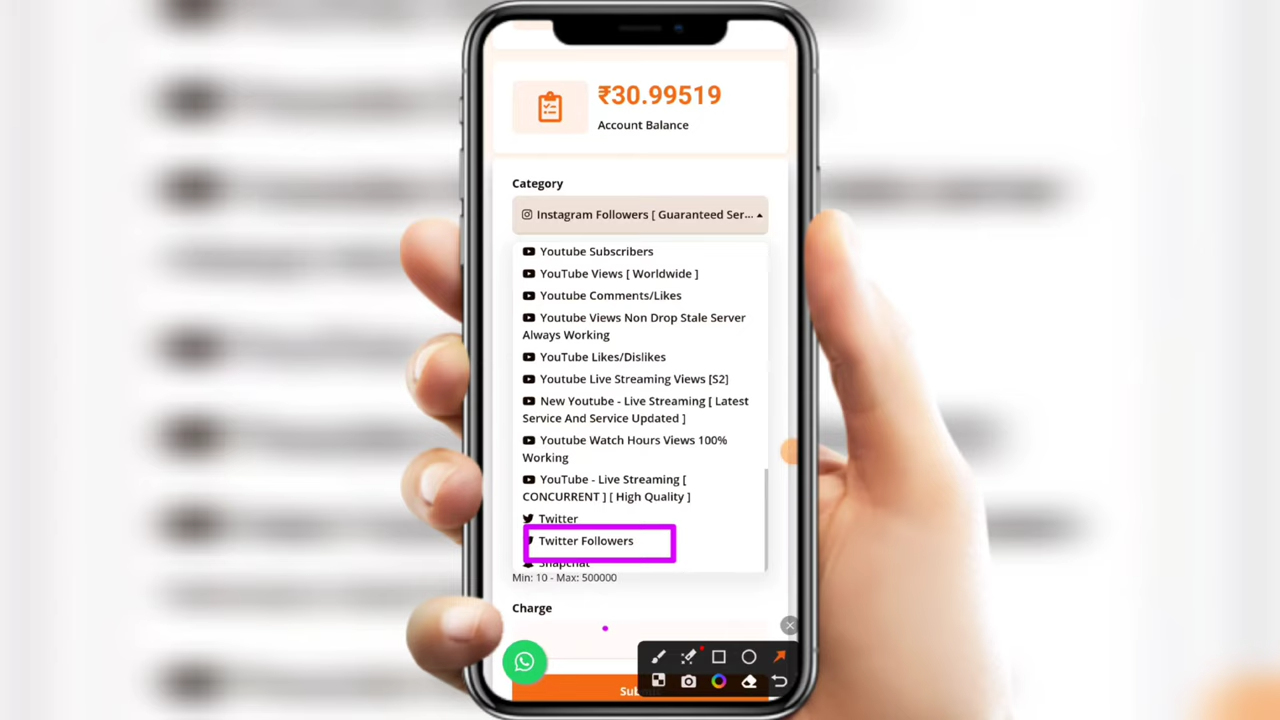 ₹30.99519
Account Balance
Category
Instagram Followers [ Guaranteed Ser...
Youtube Subscribers
YouTube Views [ Worldwide ]
Youtube Comments/Likes
Youtube Views Non Drop Stale Server
Always Working
YouTube Likes/Dislikes
Youtube Live Streaming Views [S2]
New Youtube - Live Streaming [ Latest
Service And Service Updated ]
Youtube Watch Hours Views 100%
Working
YouTube - Live Streaming [
CONCURRENT ] [ High Quality ]
Twitter
Twitter Followers
Snapchat
Min: 10 - Max: 500000
Charge